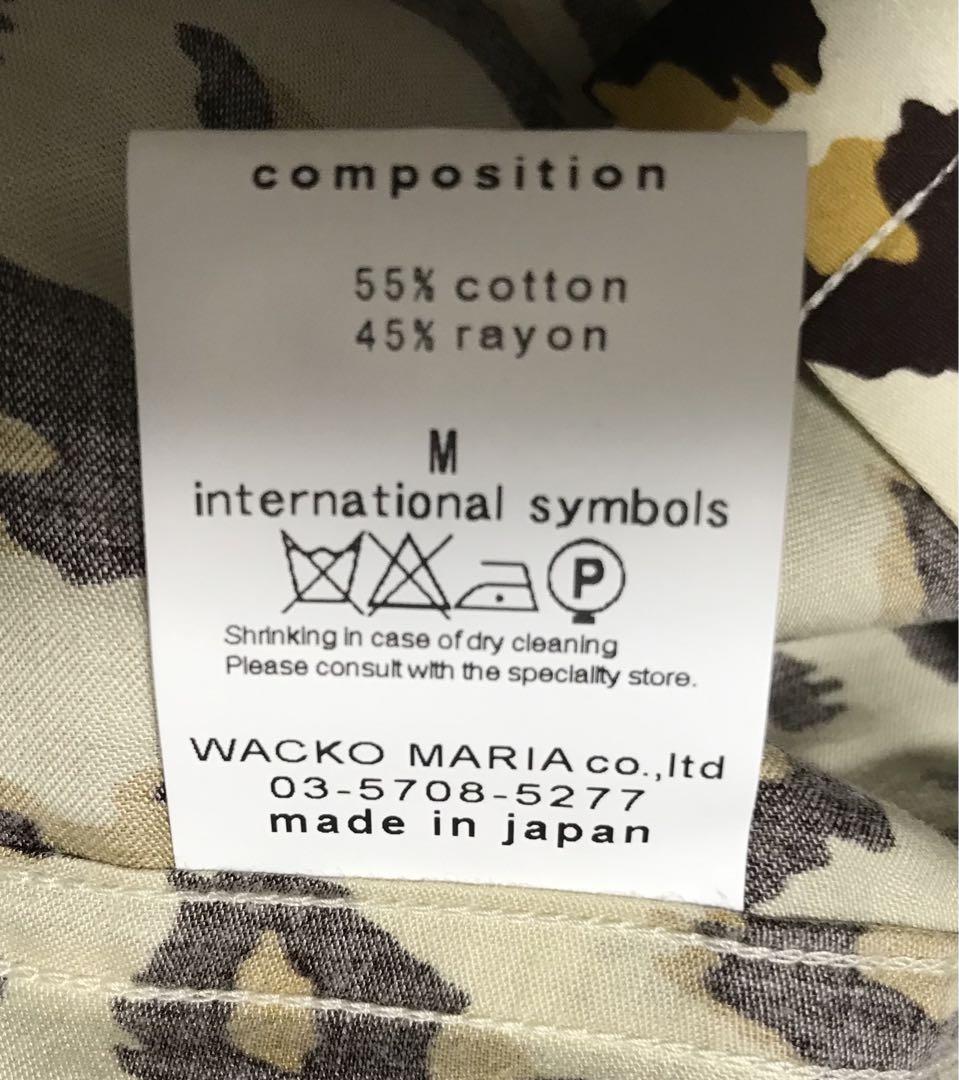 composition
55% cotton
45% rayon
M
international symbols
P
Shrinking in case of dry cleaning
Please consult with the speciality store.
WACKO MARIA co.,ltd
03-5708-5277
made in japan